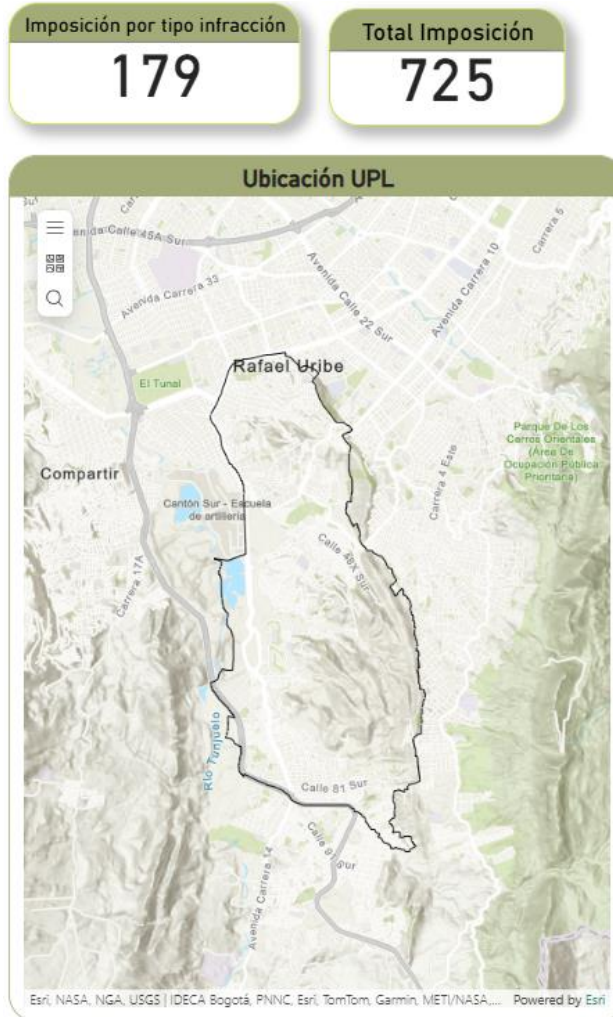 Imposición por tipo infracción
179
Total Imposición
725
Ubicación UPL
Avenida Calle 45A Sur
Avenida Carrera 33
Avenida Calle 22 Sur
Avenida Carrera 10
Carrera 5
Rafael Uribe
El Tunal
Compartir
Parque De Los
Cerros Orientales
(Área De
Ocupación Pública
Prioritaria)
Carrera 4 Este
Cantón Sur - Escuela
de artillería
Calle 48X Sur
Carrera 17A
Río Tunjuelo
Calle 81 Sur
Calle 91 Sur
Avenida Carrera 14
Esri, NASA, NGA, USGS | IDECA Bogotá, PNNC, Esri, TomTom, Garmin, METI/NASA,...
Powered by Esri